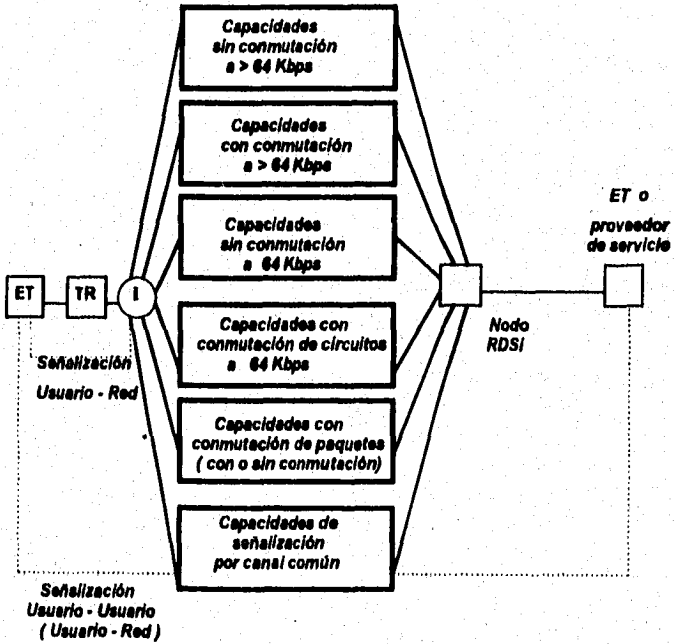 Capacidades
sin conmutación
a > 64 Kbps
Capacidades
con conmutación
a > 64 Kbps
Capacidades
sin conmutación
a 64 Kbps
ET o
proveedor
de servicio
ET
TR
I
Nodo
RDSI
Señalización
Usuario - Red
Capacidades con
conmutación de circuitos
a 64 Kbps
Capacidades con
conmutación de paquetes
( con o sin conmutación)
Capacidades de
señalización
por canal común
Señalización
Usuario - Usuario
( Usuario - Red )